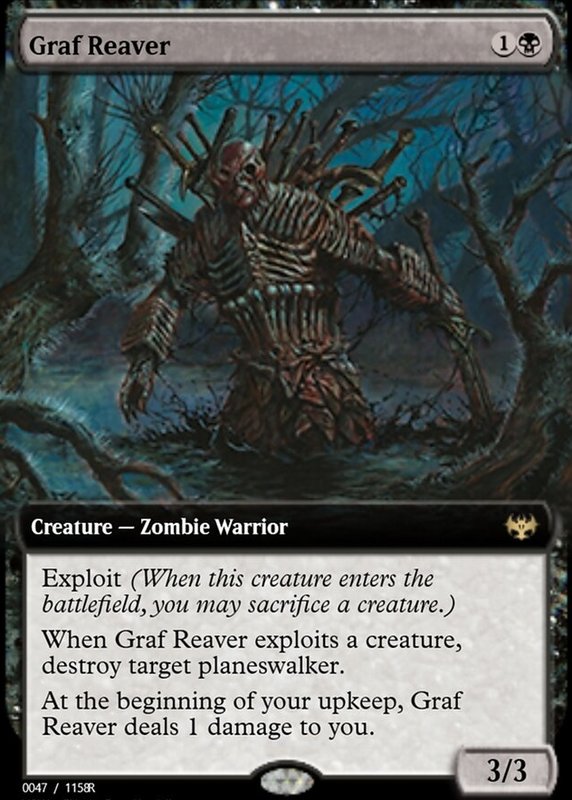 Graf Reaver 1
Creature — Zombie Warrior
Exploit (When this creature enters the
battlefield, you may sacrifice a creature.)
When Graf Reaver exploits a creature,
destroy target planeswalker.
At the beginning of your upkeep, Graf
Reaver deals 1 damage to you.
3/3
0047 / 1158R